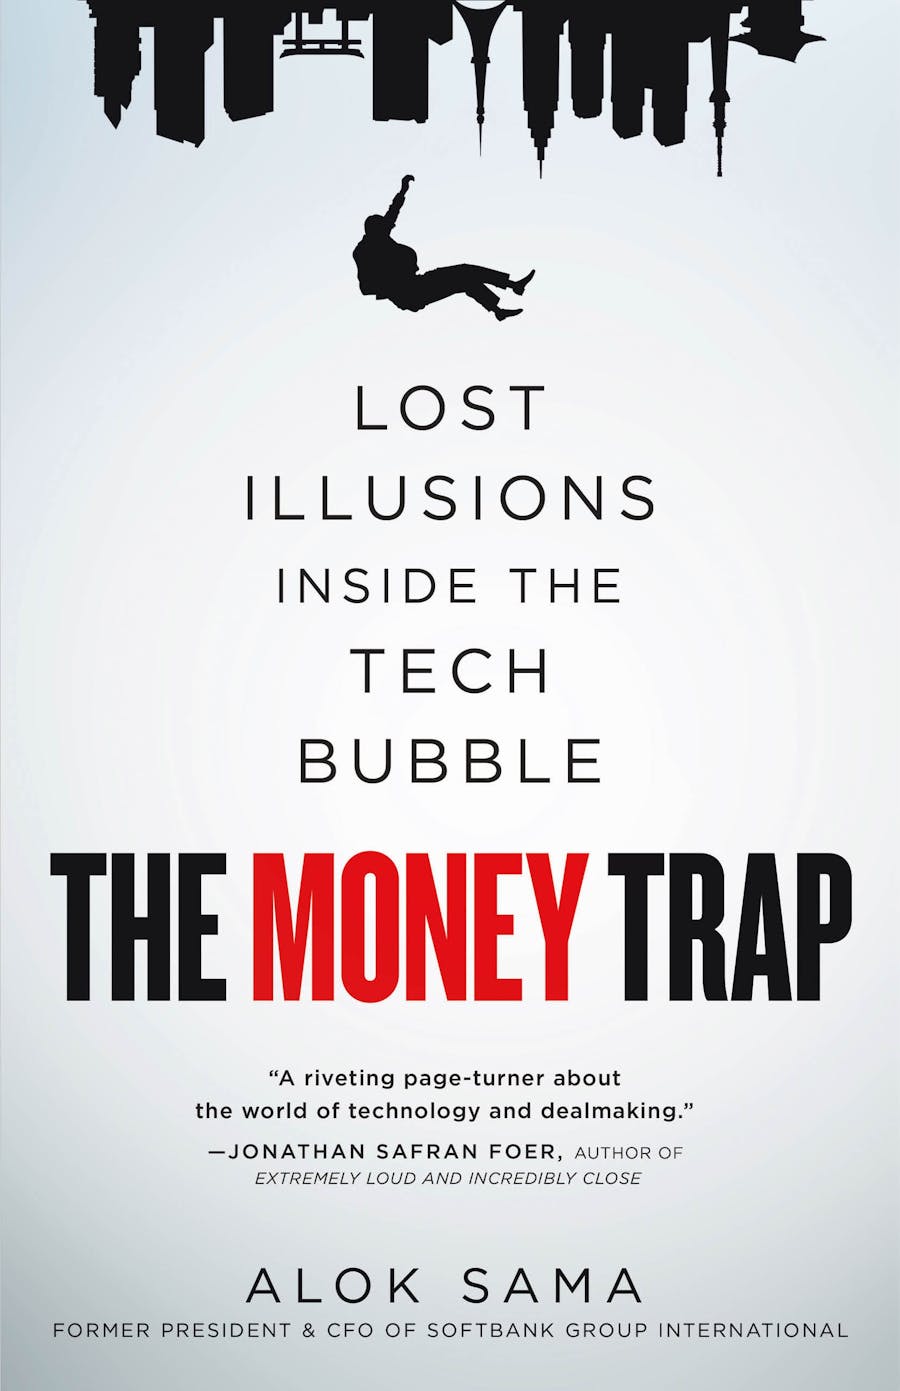 LOST
ILLUSIONS
INSIDE THE
TECH
BUBBLE
THE MONEY TRAP
“A riveting page-turner about
the world of technology and dealmaking.”
—JONATHAN SAFRAN FOER, AUTHOR OF
EXTREMELY LOUD AND INCREDIBLY CLOSE
ALOK SAMA
FORMER PRESIDENT & CFO OF SOFTBANK GROUP INTERNATIONAL